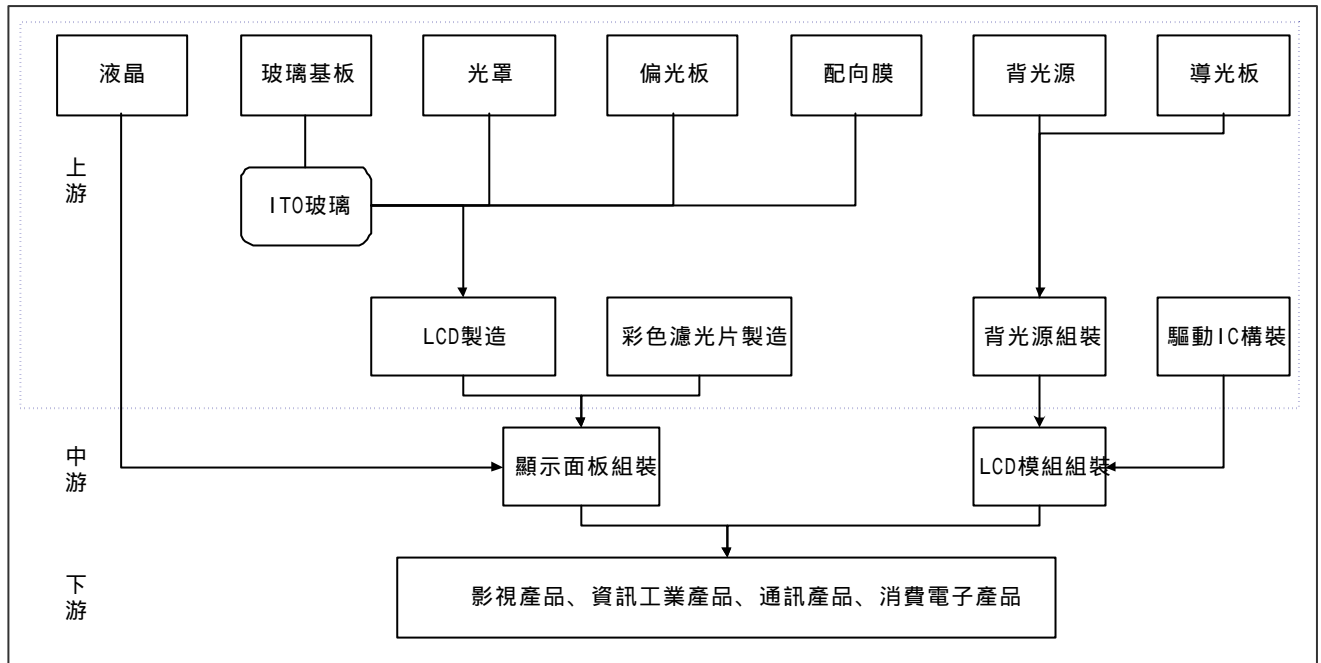 液晶
玻璃基板
光罩
偏光板
配向膜
背光源
導光板
上
游
ITO玻璃
LCD製造
彩色濾光片製造
背光源組裝
驅動IC構裝
中
游
顯示面板組裝
LCD模組組裝
下
游
影視產品、資訊工業產品、通訊產品、消費電子產品